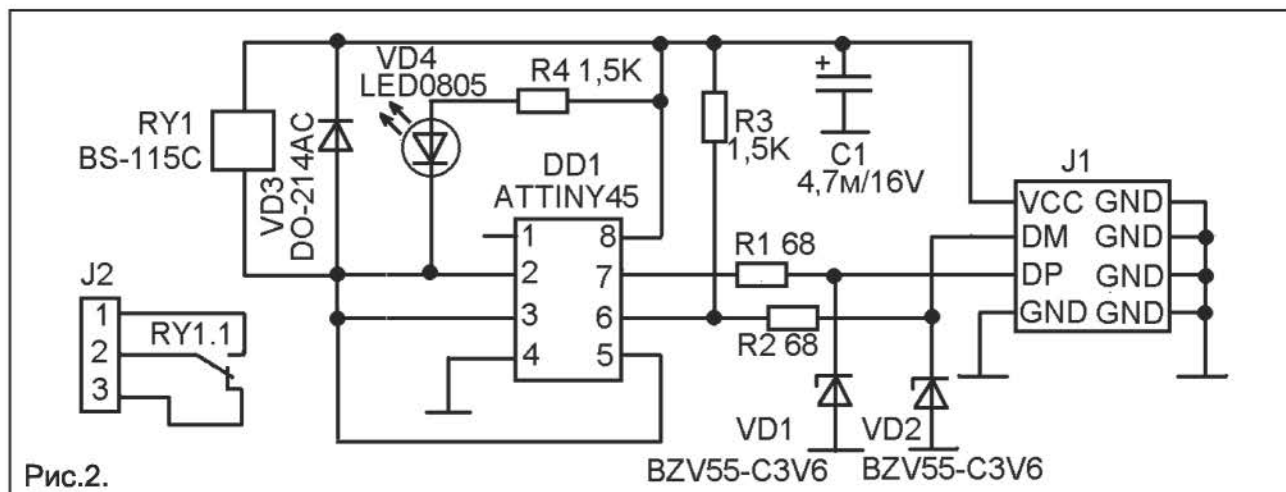 VD4
LED0805
R4 1,5K
+
RY1
BS-115C
VD3
DO-214AC
R3
1,5K
C1
4,7м/16V
DD1
ATTINY45
J1
1 8
2 7
3 6
4 5
VCC GND
DM GND
DP GND
GND GND
R1 68
R2 68
J2
1
2
3
RY1.1
VD1
BZV55-C3V6
VD2
BZV55-C3V6
Рис.2.